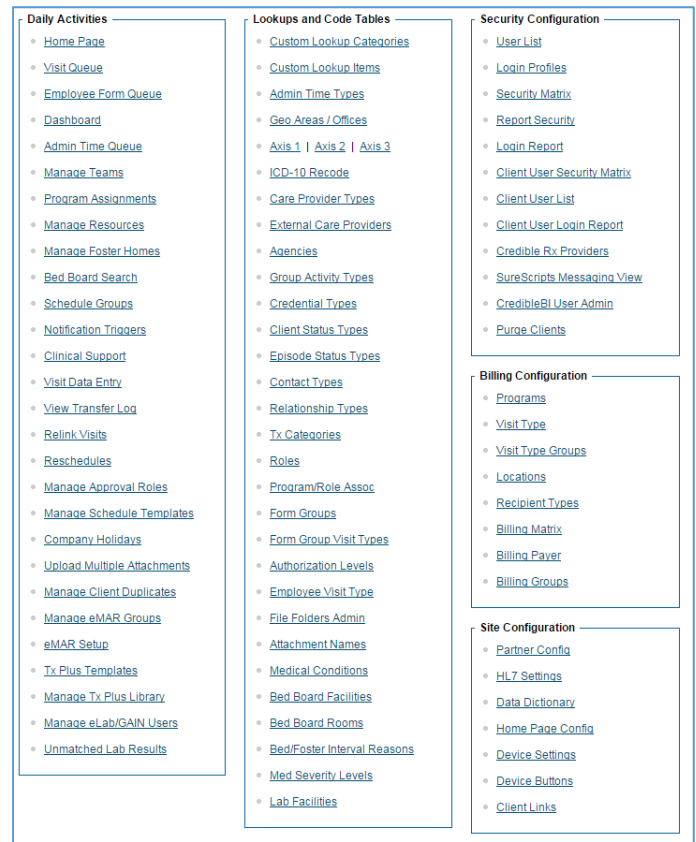 Daily Activities
Home Page
Visit Queue
Employee Form Queue
Dashboard
Admin Time Queue
Manage Teams
Program Assignments
Manage Resources
Manage Foster Homes
Bed Board Search
Schedule Groups
Notification Triggers
Clinical Support
Visit Data Entry
View Transfer Log
Relink Visits
Reschedules
Manage Approval Roles
Manage Schedule Templates
Company Holidays
Upload Multiple Attachments
Manage Client Duplicates
Manage eMAR Groups
eMAR Setup
Tx Plus Templates
Manage Tx Plus Library
Manage eLab/GAIN Users
Unmatched Lab Results
Lookups and Code Tables
Custom Lookup Categories
Custom Lookup Items
Admin Time Types
Geo Areas / Offices
Axis 1 | Axis 2 | Axis 3
ICD-10 Recode
Care Provider Types
External Care Providers
Agencies
Group Activity Types
Credential Types
Client Status Types
Episode Status Types
Contact Types
Relationship Types
Tx Categories
Roles
Program/Role Assoc
Form Groups
Form Group Visit Types
Authorization Levels
Employee Visit Type
File Folders Admin
Attachment Names
Medical Conditions
Bed Board Facilities
Bed Board Rooms
Bed/Foster Interval Reasons
Med Severity Levels
Lab Facilities
Security Configuration
User List
Login Profiles
Security Matrix
Report Security
Login Report
Client User Security Matrix
Client User List
Client User Login Report
Credible Rx Providers
SureScripts Messaging View
CredibleBI User Admin
Purge Clients
Billing Configuration
Programs
Visit Type
Visit Type Groups
Locations
Recipient Types
Billing Matrix
Billing Payer
Billing Groups
Site Configuration
Partner Config
HL7 Settings
Data Dictionary
Home Page Config
Device Settings
Device Buttons
Client Links